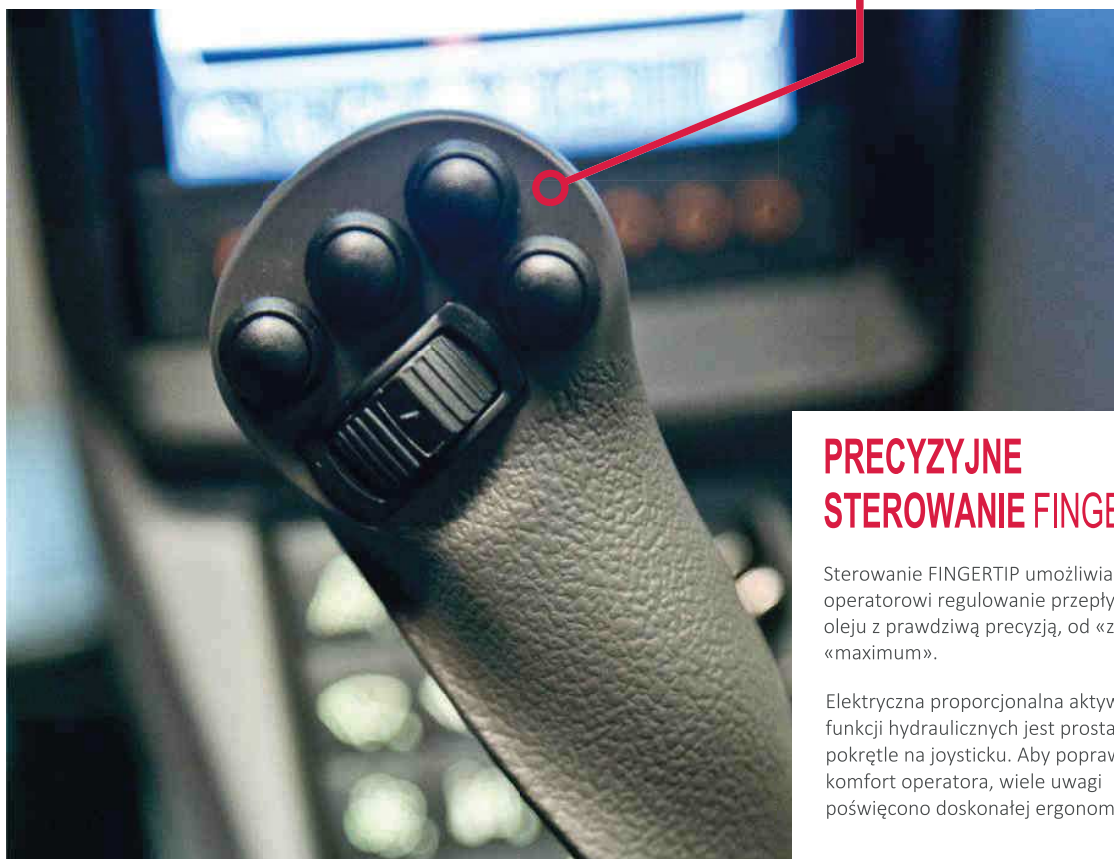 PRECYZYJNE
STEROWANIE FINGE
Sterowanie FINGERTIP umożliwia
operatorowi regulowanie przepły
oleju z prawdziwą precyzją, od «z
«maximum».
Elektryczna proporcjonalna aktyw
funkcji hydraulicznych jest prosta
pokrętle na joysticku. Aby popraw
komfort operatora, wiele uwagi
poświęcono doskonałej ergonom